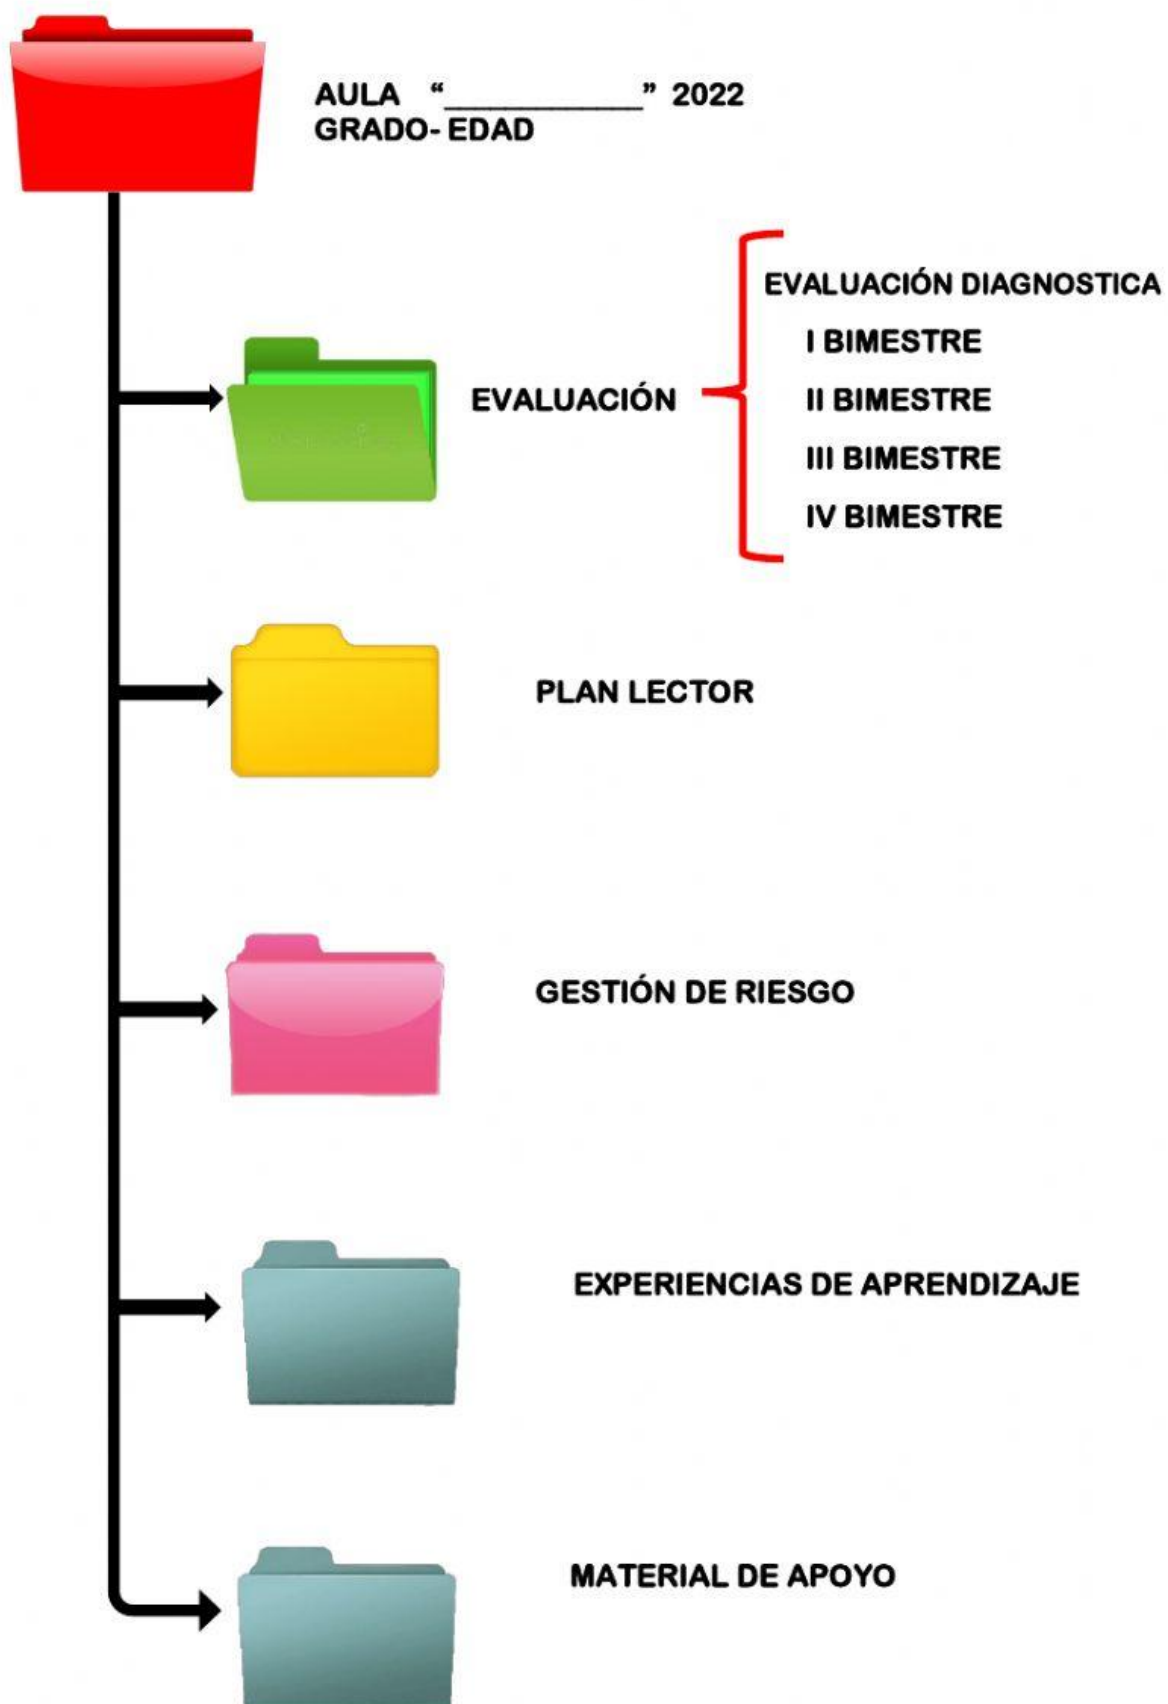 AULA “_____________” 2022
GRADO- EDAD
EVALUACIÓN
EVALUACIÓN DIAGNOSTICA
I BIMESTRE
II BIMESTRE
III BIMESTRE
IV BIMESTRE
PLAN LECTOR
GESTIÓN DE RIESGO
EXPERIENCIAS DE APRENDIZAJE
MATERIAL DE APOYO